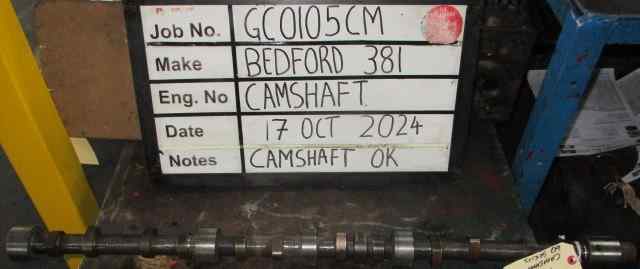 Job No. GC0105CM
Make BEDFORD 381
Eng. No CAMSHAFT.
Date 17 OCT 2024
Notes CAMSHAFT OK